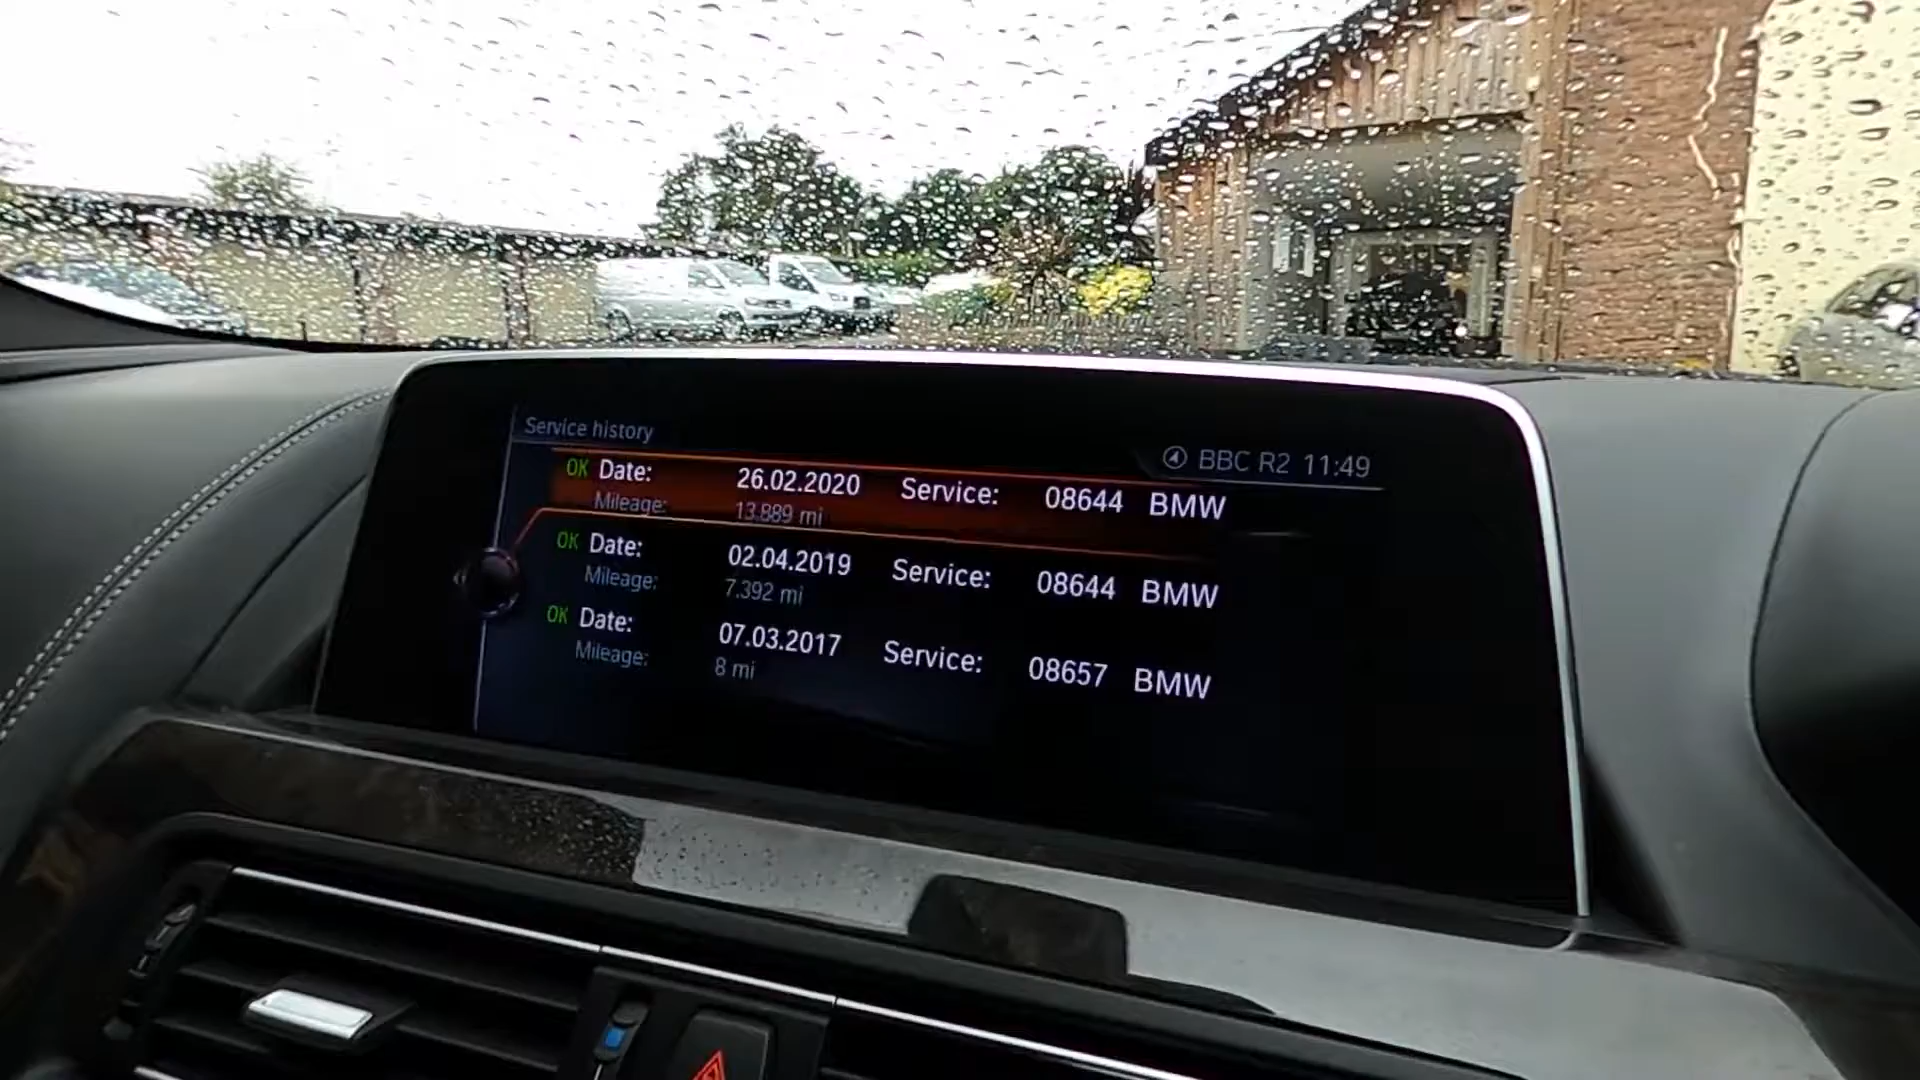 Service history
BBC R2 11:49
OK Date: 26.02.2020 Service: 08644 BMW
Mileage: 13.889 mi
OK Date: 02.04.2019 Service: 08644 BMW
Mileage: 7.392 mi
OK Date: 07.03.2017 Service: 08657 BMW
Mileage: 8 mi